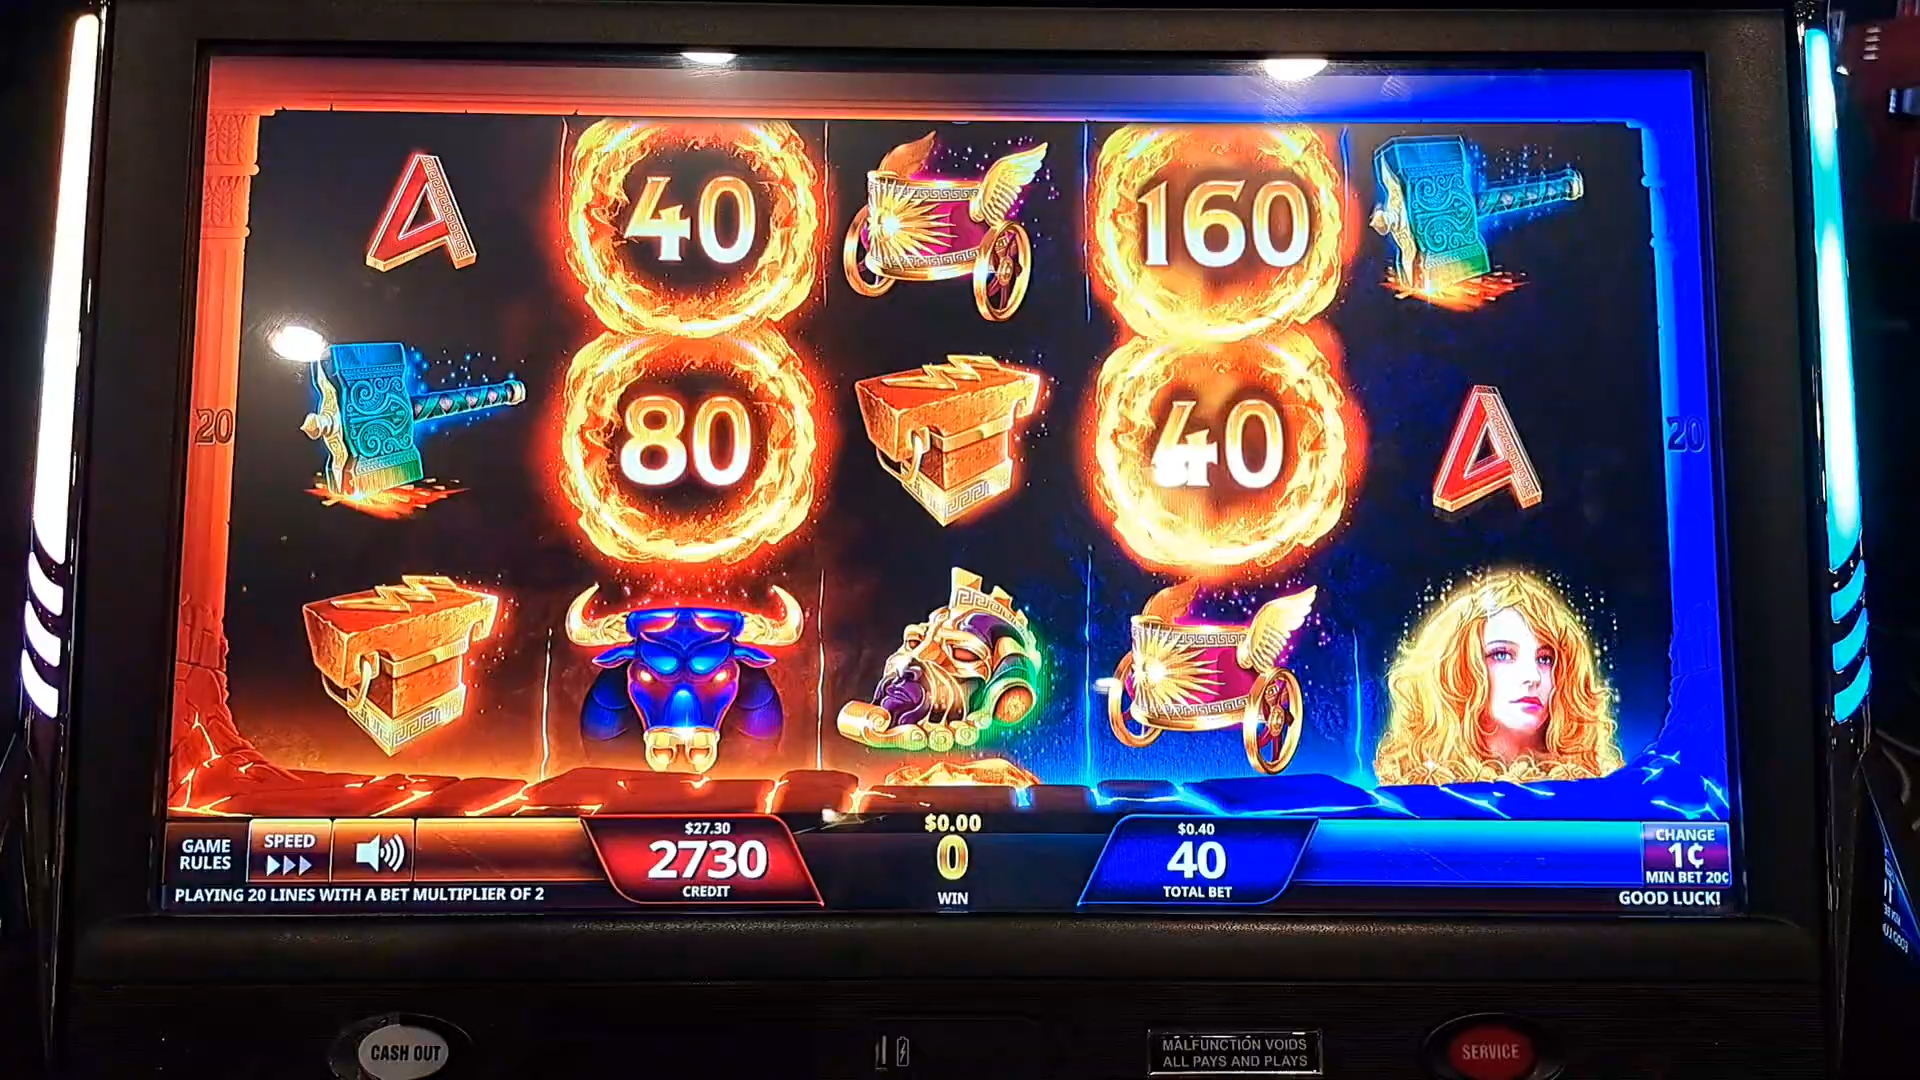 A
40
160
20
80
40
A
20
GAME
RULES
SPEED
$27.30
2730
CREDIT
$0.00
0
WIN
$0.40
40
TOTAL BET
CHANGE
1¢
MIN BET 20¢
PLAYING 20 LINES WITH A BET MULTIPLIER OF 2
GOOD LUCK!
CASH OUT
MALFUNCTION VOIDS
ALL PAYS AND PLAYS
SERVICE